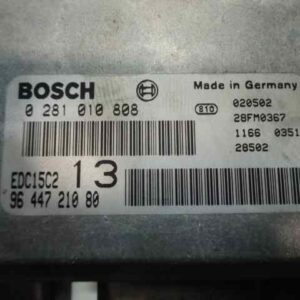 BOSCH
Made in Germany
0 281 010 808
S10
020502
28FM0367
1166 0351
28502
EDC15C2 13
96 447 210 80